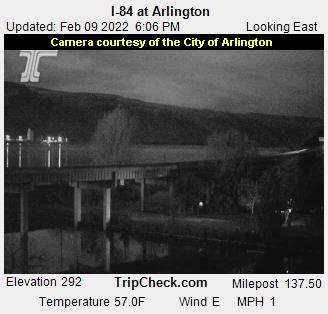 I-84 at Arlington
Updated: Feb 09 2022  6:06 PM Looking East
Camera courtesy of the City of Arlington
Elevation 292 TripCheck.com Milepost 137.50
Temperature 57.0F Wind E MPH 1